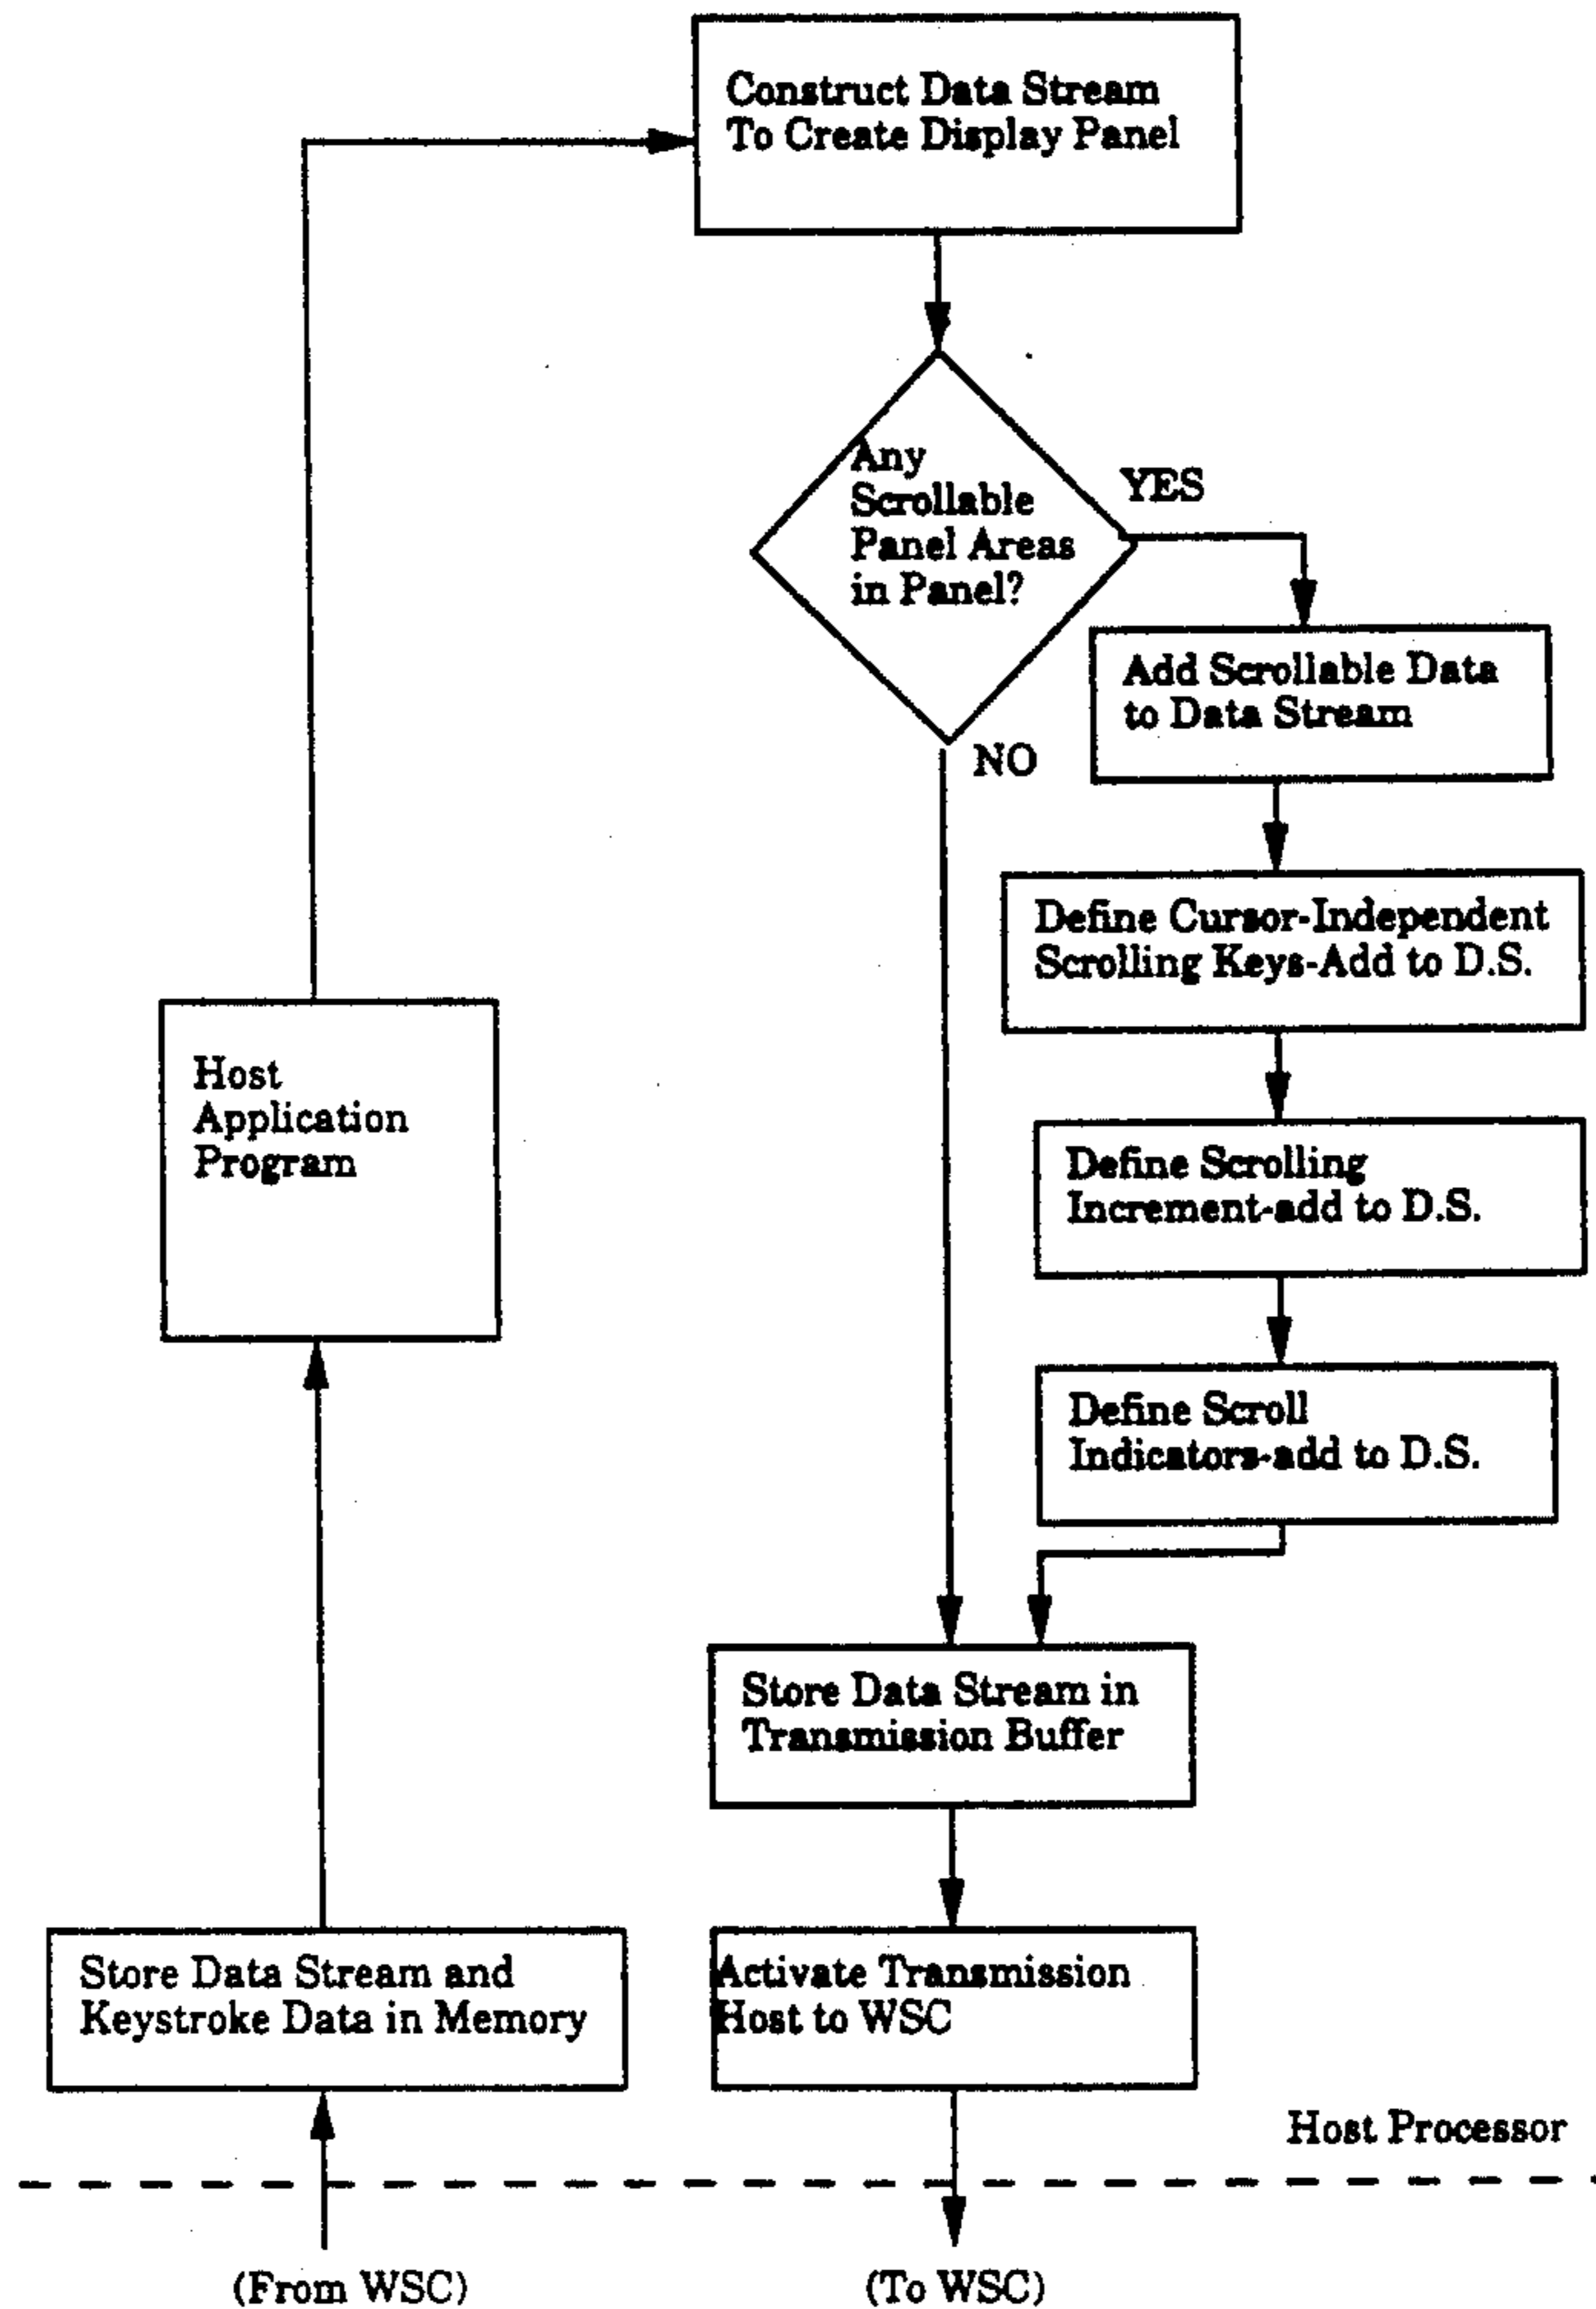 Construct Data Stream
To Create Display Panel
Any
Scrollable
Panel Areas
in Panel?
YES
NO
Add Scrollable Data
to Data Stream
Define Cursor-Independent
Scrolling Keys-Add to D.S.
Define Scrolling
Increment-add to D.S.
Define Scroll
Indicators-add to D.S.
Host
Application
Program
Store Data Stream in
Transmission Buffer
Store Data Stream and
Keystroke Data in Memory
Activate Transmission
Host to WSC
Host Processor
(From WSC)
(To WSC)